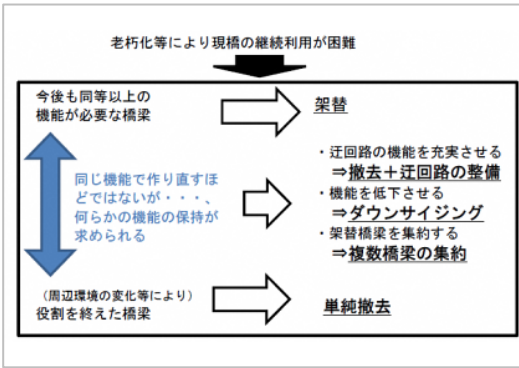 老朽化等により現橋の継続利用が困難
今後も同等以上の
機能が必要な橋梁
架替
同じ機能で作り直すほ
どではないが・・・、
何らかの機能の保持が
求められる
・迂回路の機能を充実させる
⇒撤去＋迂回路の整備
・機能を低下させる
⇒ダウンサイジング
・架替橋梁を集約する
⇒複数橋梁の集約
（周辺環境の変化等により）
役割を終えた橋梁
単純撤去